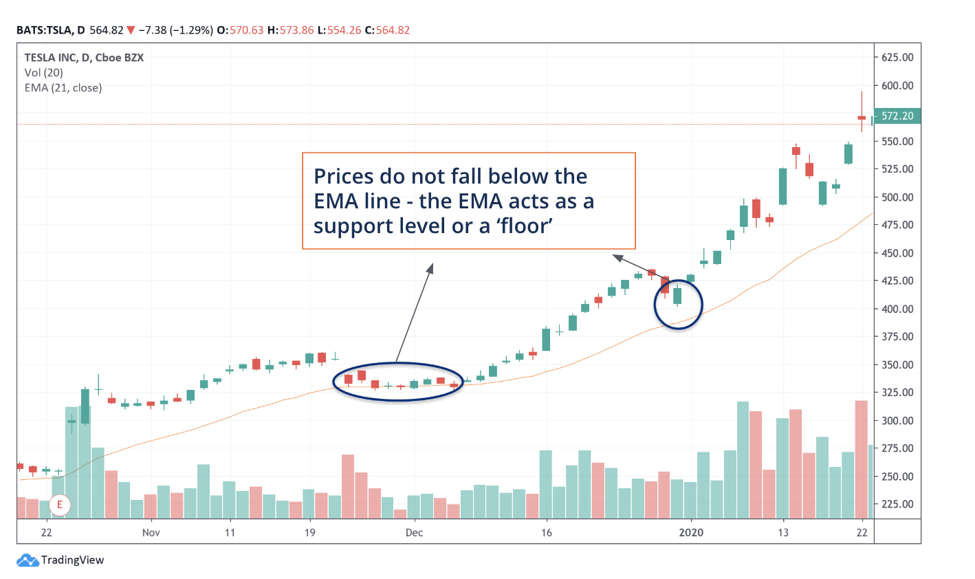 BATS:TSLA, D 564.82 ▼ −7.38 (−1.29%) O:570.63 H:573.86 L:554.26 C:564.82
TESLA INC, D, Cboe BZX
Vol (20)
EMA (21, close)
Prices do not fall below the
EMA line - the EMA acts as a
support level or a ‘floor’
625.00
600.00
572.20
550.00
525.00
500.00
475.00
450.00
425.00
400.00
375.00
350.00
325.00
300.00
275.00
250.00
225.00
E
22 Nov 11 19 Dec 16 2020 13 22
TradingView